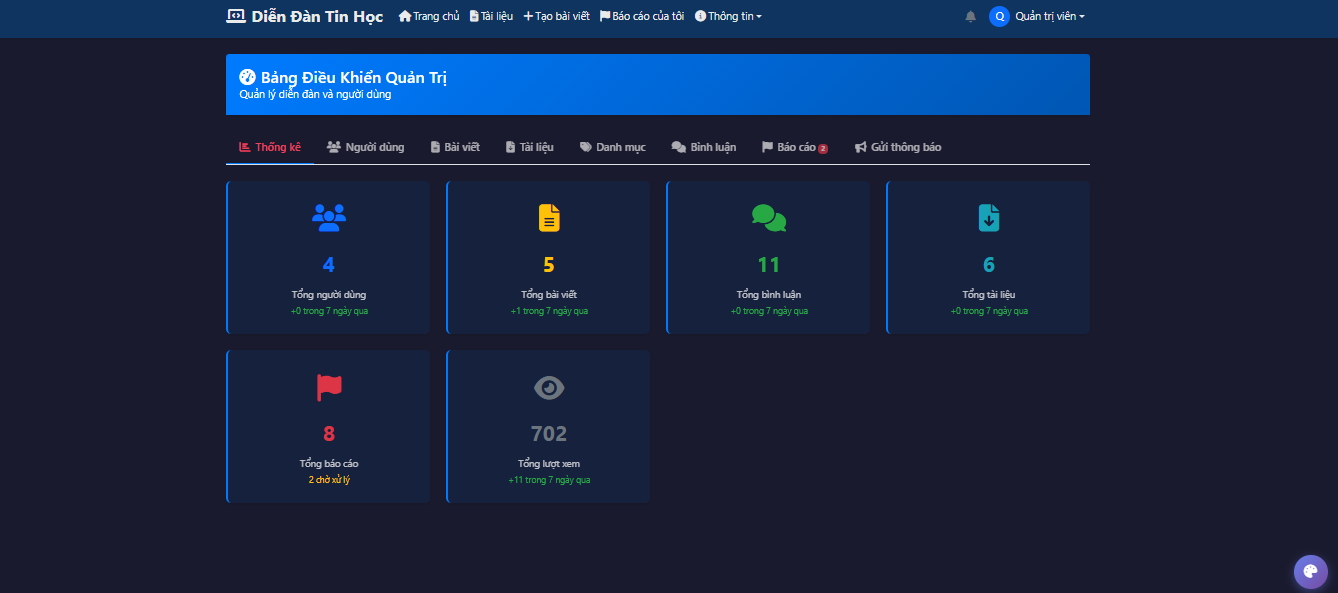 Diễn Đàn Tin Học Trang chủ Tài liệu Tạo bài viết Báo cáo của tôi Thông tin Q Quản trị viên
Bảng Điều Khiển Quản Trị
Quản lý diễn đàn và người dùng
Thống kê Người dùng Bài viết Tài liệu Danh mục Bình luận Báo cáo 2 Gửi thông báo
4
Tổng người dùng
+0 trong 7 ngày qua
5
Tổng bài viết
+1 trong 7 ngày qua
11
Tổng bình luận
+0 trong 7 ngày qua
6
Tổng tài liệu
+0 trong 7 ngày qua
8
Tổng báo cáo
2 chờ xử lý
702
Tổng lượt xem
+11 trong 7 ngày qua